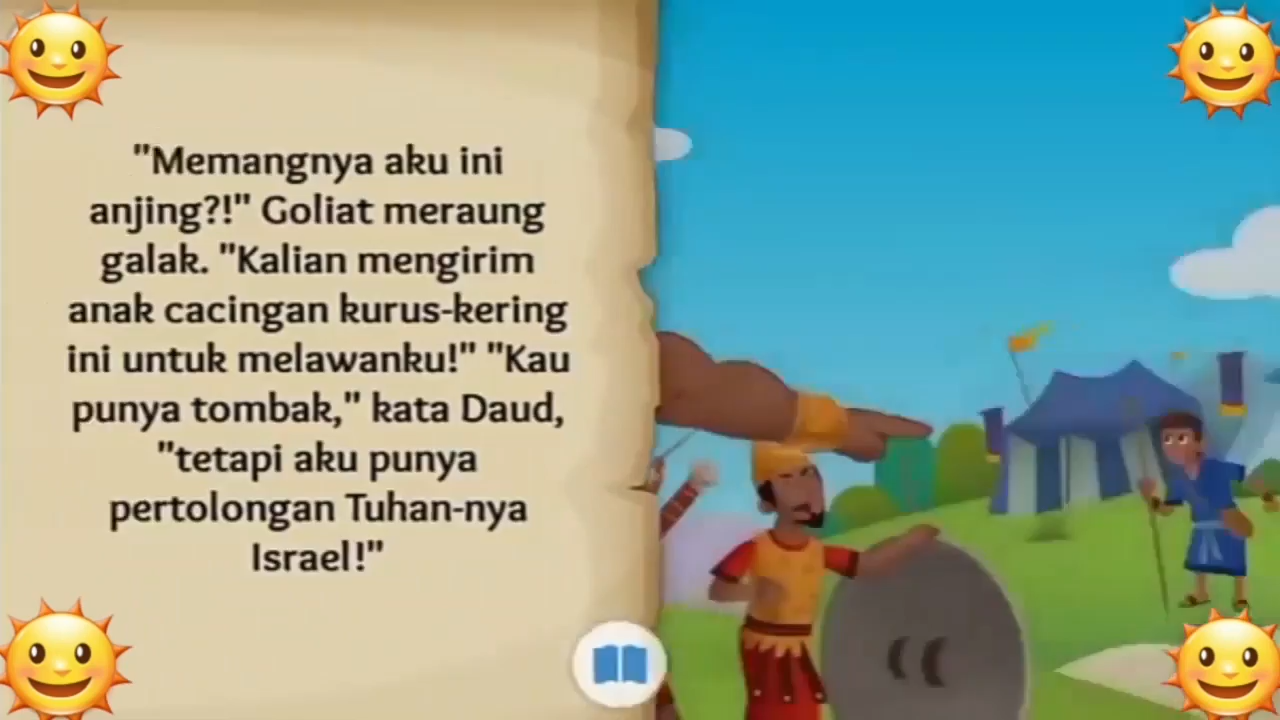 "Memangnya aku ini
anjing?!" Goliat meraung
galak. "Kalian mengirim
anak cacingan kurus-kering
ini untuk melawanku!" "Kau
punya tombak," kata Daud,
"tetapi aku punya
pertolongan Tuhan-nya
Israel!"